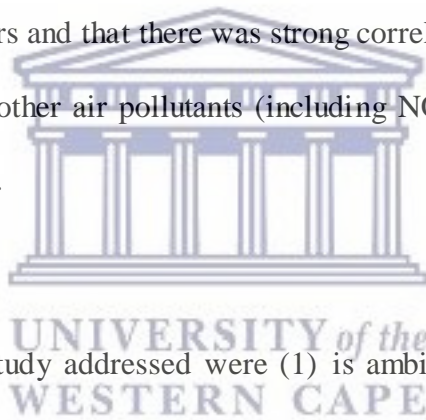 rs and that there was strong correl
other air pollutants (including NO
.
UNIVERSITY of the
tudy addressed were (1) is ambi
WESTERN CAPE